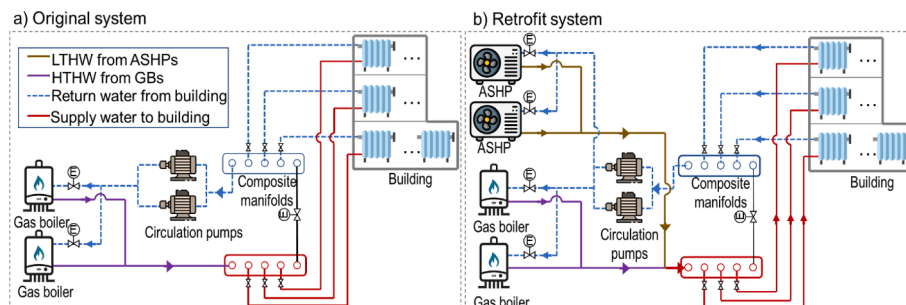 a) Original system
LTHW from ASHPs
HTHW from GBs
Return water from building
Supply water to building
E
Gas boiler
E
Gas boiler
Circulation pumps
Composite
manifolds
E
Building
b) Retrofit system
E
ASHP
E
ASHP
E
Gas boiler
E
Gas boiler
Circulation
pumps
Composite
manifolds
E
Building